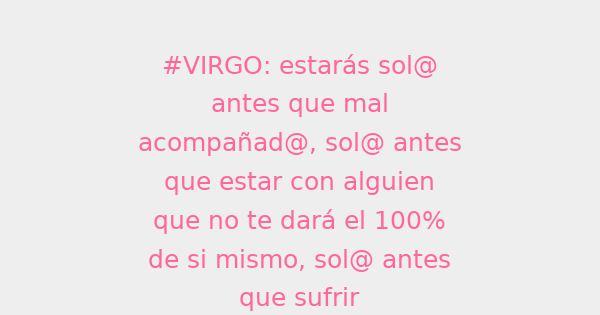 #VIRGO: estarás sol@
antes que mal
acompañad@, sol@ antes
que estar con alguien
que no te dará el 100%
de si mismo, sol@ antes
que sufrir